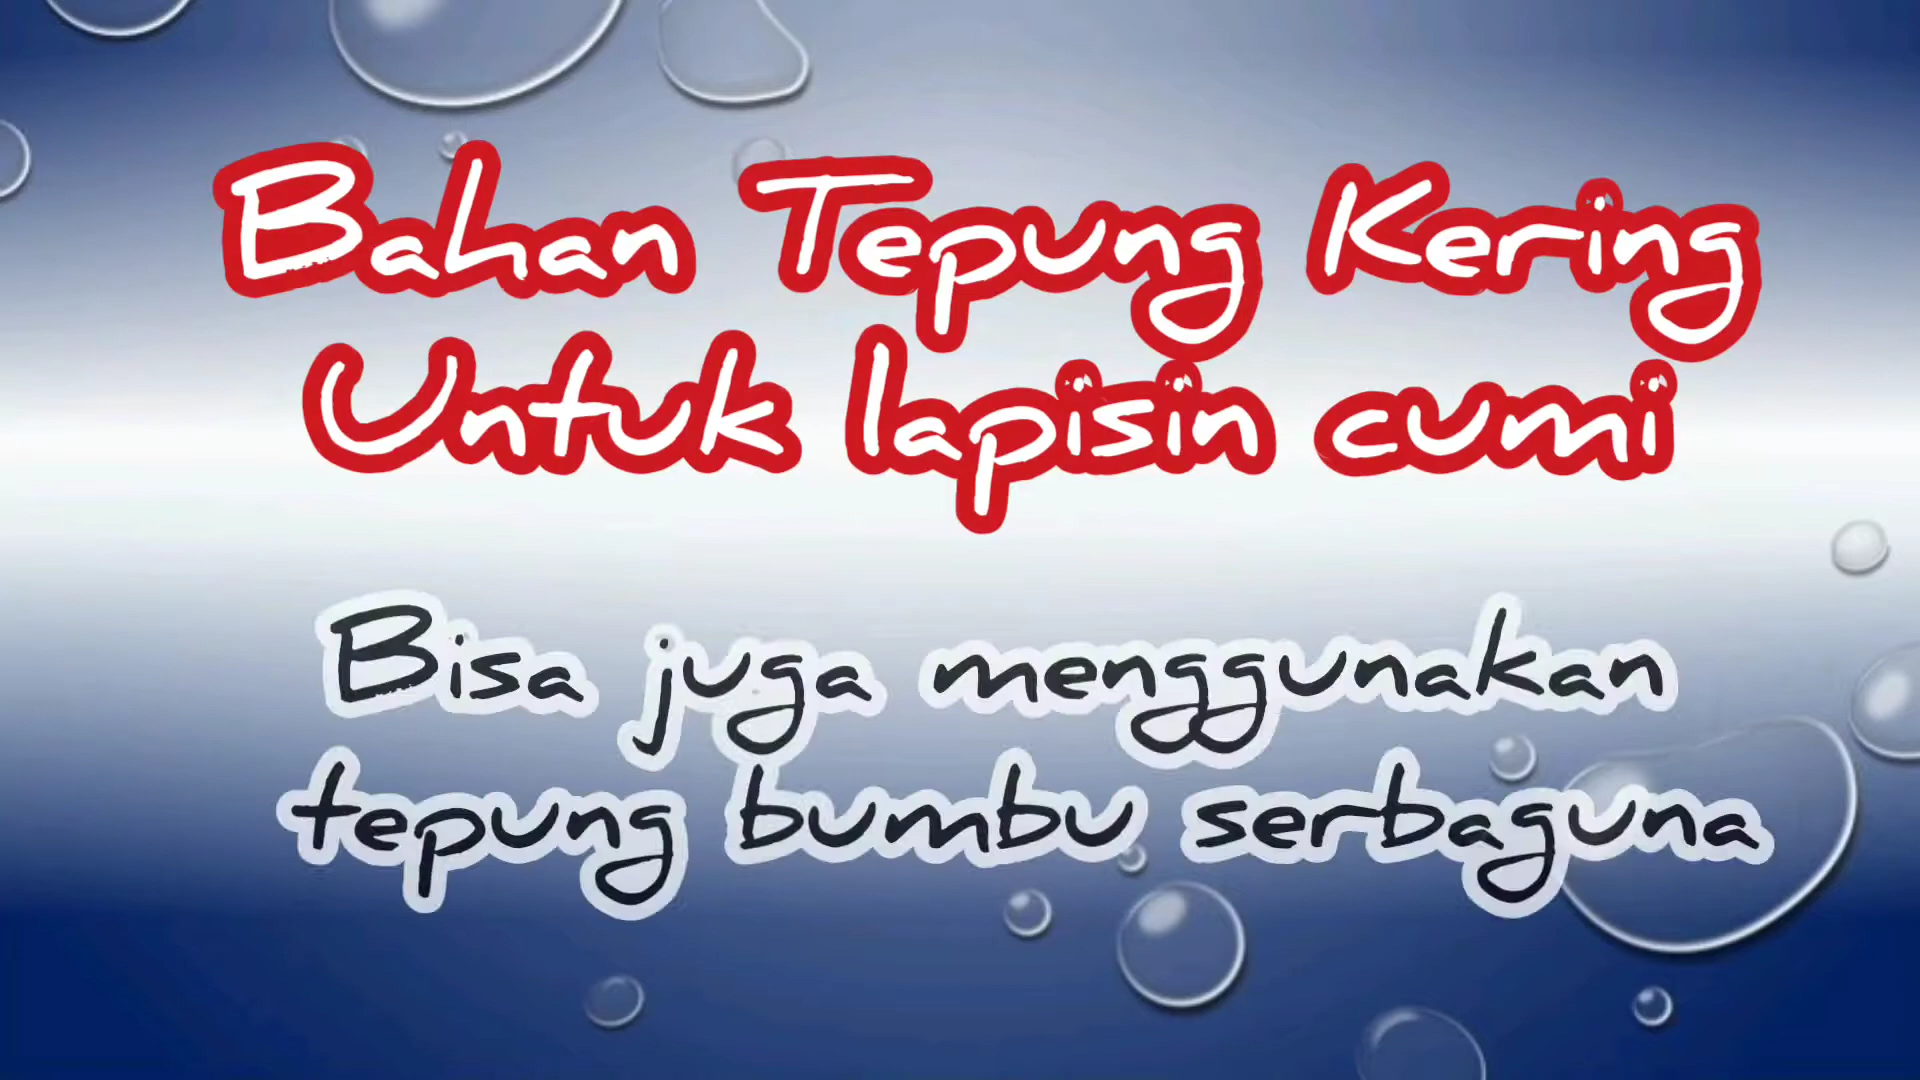 Bahan Tepung Kering
Untuk lapisin cumi
Bisa juga menggunakan
tepung bumbu serbaguna